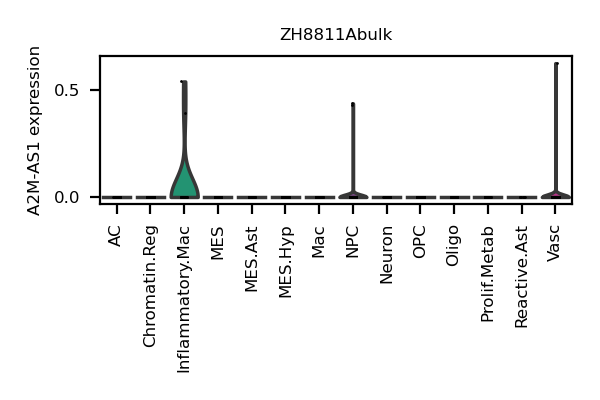 ZH8811Abulk
A2M-AS1 expression
0.5
0.0
AC
Chromatin.Reg
Inflammatory.Mac
MES
MES.Ast
MES.Hyp
Mac
NPC
Neuron
OPC
Oligo
Prolif.Metab
Reactive.Ast
Vasc